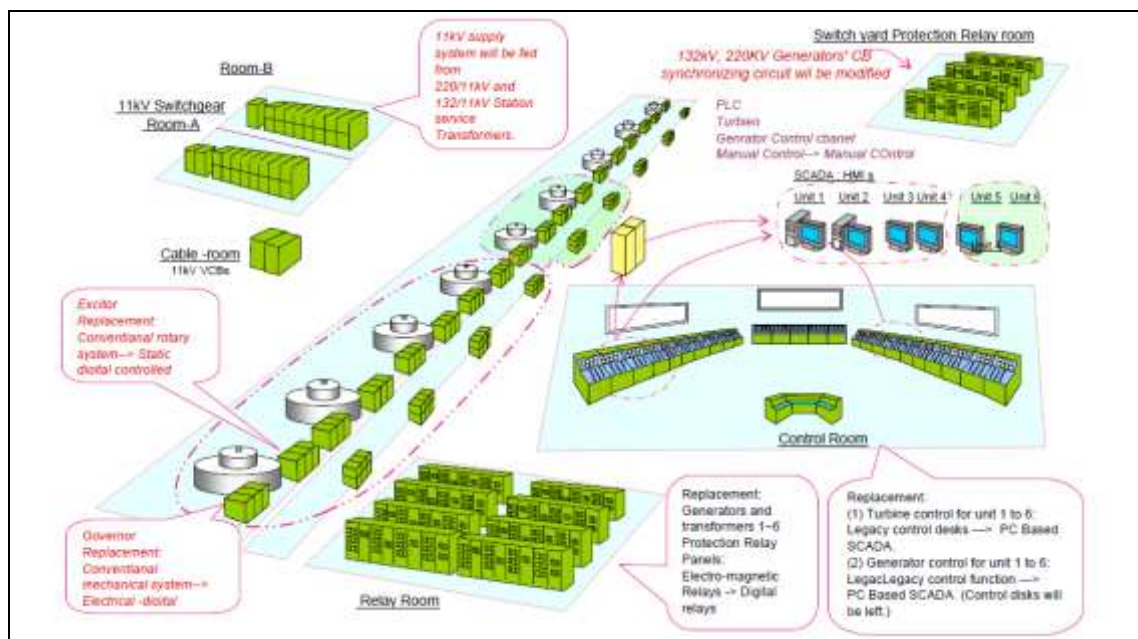 11kV supply
system will be fed
from
220/11kV and
132/11kV Station
service
Transformers.
Room-B
11kV Switchgear
Room-A
Cable -room
11kV VCBs
Switch yard Protection Relay room
132kV, 220KV Generators' CB
synchronizing circuit wil be modified
PLC
Turbien
Genrator Control cbanet
Manual Control--> Manual COntrol
SCADA : HMI s
Unit 1 Unit 2 Unit 3 Unit 4 Unit 5 Unit 6
Excitor
Replacement:
Conventianal rotary
system--> Static
digital controlled
Control Room
Governor
Replacement:
Conventianal
mechanical system-->
Electrical -digital
Relay Room
Replacement:
Generators and
transformers 1~6
Protection Relay
Panels:
Electro-magnetic
Relays -> Digital
relays
Replacement:
(1) Turbine control for unit 1 to 6:
Legacy control desks —> PC Based
SCADA.
(2) Generator control for unit 1 to 6:
LegacLegacy control function —>
PC Based SCADA. (Control disks will
be left.)